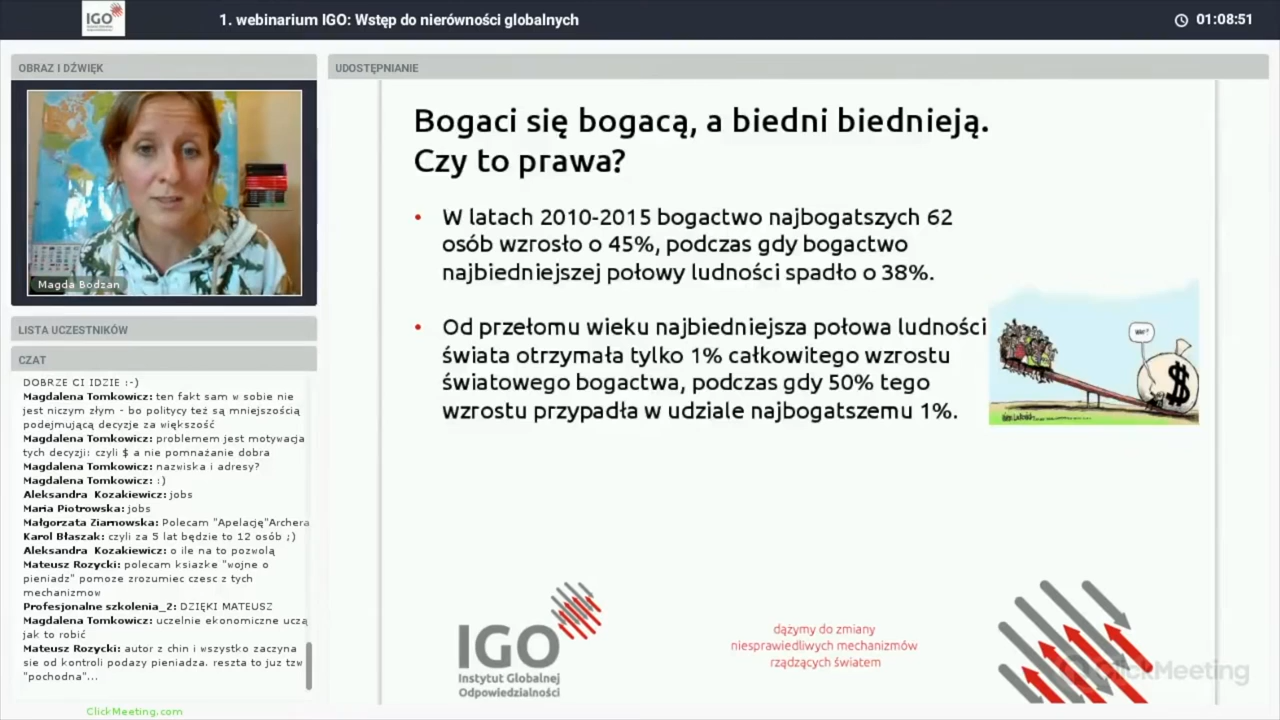 IGO
1. webinarium IGO: Wstęp do nierówności globalnych
01:08:51
OBRAZ I DŹWIĘK
Magda Bodzan
LISTA UCZESTNIKÓW
CZAT
DOBRZE CI IDZIE :-)
Magdalena Tomkowicz: ten fakt sam w sobie nie
jest niczym złym - bo politycy też są mniejszością
podejmującą decyzje za większość
Magdalena Tomkowicz: problemem jest motywacja
tych decyzji: czyli $ a nie pomnażanie dobra
Magdalena Tomkowicz: nazwiska i adresy?
Magdalena Tomkowicz: :)
Aleksandra Kozakiewicz: jobs
Maria Piotrowska: jobs
Małgorzata Ziarnowska: Polecam "Apelację"Archera
Karol Błaszak: czyli za 5 lat będzie to 12 osób ;)
Aleksandra Kozakiewicz: o ile na to pozwolą
Mateusz Rozycki: polecam ksiazke "wojne o
pieniadz" pomoze zrozumiec czesc z tych
mechanizmow
Profesjonalne szkolenia_2: DZIĘKI MATEUSZ
Magdalena Tomkowicz: uczelnie ekonomiczne uczą
jak to robić
Mateusz Rozycki: autor z chin i wszystko zaczyna
sie od kontroli podazy pieniadza. reszta to juz tzw
"pochodna"...
ClickMeeting.com
UDOSTĘPNIANIE
Bogaci się bogacą, a biedni biednieją.
Czy to prawa?
• W latach 2010-2015 bogactwo najbogatszych 62
osób wzrosło o 45%, podczas gdy bogactwo
najbiedniejszej połowy ludności spadło o 38%.
• Od przełomu wieku najbiedniejsza połowa ludności
świata otrzymała tylko 1% całkowitego wzrostu
światowego bogactwa, podczas gdy 50% tego
wzrostu przypadła w udziale najbogatszemu 1%.
$
IGO
Instytut Globalnej
Odpowiedzialności
dążymy do zmiany
niesprawiedliwych mechanizmów
rządzących światem
ClickMeeting